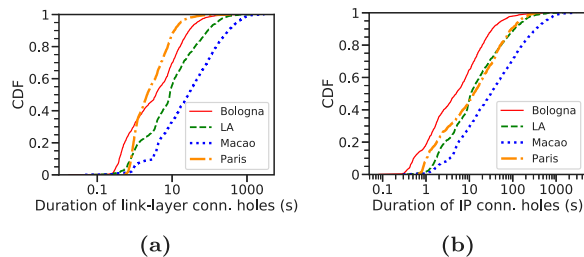 1
0.8
0.6
0.4
0.2
0
CDF
Bologna
LA
Macao
Paris
0.1 10 1000
Duration of link-layer conn. holes (s)
(a)
1
0.8
0.6
0.4
0.2
0
CDF
Bologna
LA
Macao
Paris
0.1 1 10 100 1000
Duration of IP conn. holes (s)
(b)